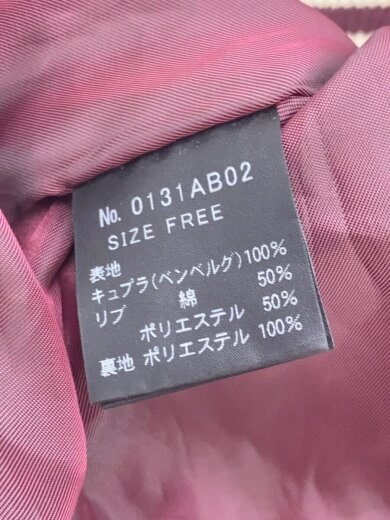 No. 0131AB02
SIZE FREE
表地
キュプラ(ベンベルグ)100%
リブ 綿 50%
ポリエステル 50%
裏地 ポリエステル 100%